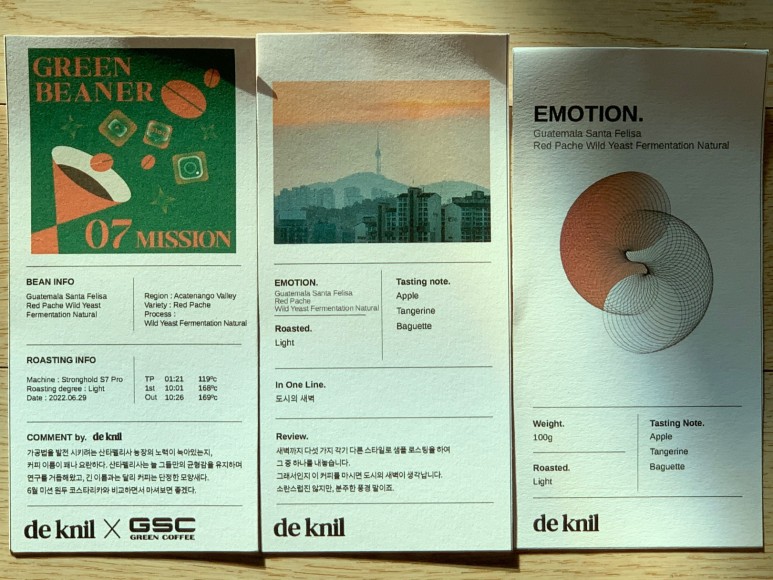 GREEN
BEANER
07 MISSION
BEAN INFO
Guatemala Santa Felisa
Red Pache Wild Yeast
Fermentation Natural
Region : Acatenango Valley
Variety : Red Pache
Process :
Wild Yeast Fermentation Natural
ROASTING INFO
Machine : Stronghold S7 Pro
Roasting degree : Light
Date : 2022.06.29
TP 01:21 119ºc
1st 10:01 168ºc
Out 10:26 169ºc
COMMENT by. de knil
가공법을 발전 시키려는 산타펠리사 농장의 노력이 녹아있는지,
커피 이름이 꽤나 요란하다. 산타펠리사는 늘 그들만의 균형감을 유지하며
연구를 거듭해왔고, 긴 이름과는 달리 커피는 단정한 모양새다.
6월 미션 원두 코스타리카와 비교하면서 마셔보면 좋겠다.
de knil X GSC
GREEN COFFEE
EMOTION.
Guatemala Santa Felisa
Red Pache
Wild Yeast Fermentation Natural
Roasted.
Light
Tasting note.
Apple
Tangerine
Baguette
In One Line.
도시의 새벽
Review.
새벽까지 다섯 가지 각기 다른 스타일로 샘플 로스팅을 하여
그 중 하나를 내놓습니다.
그래서인지 이 커피를 마시면 도시의 새벽이 생각납니다.
소란스럽진 않지만, 분주한 풍경 말이죠.
de knil
EMOTION.
Guatemala Santa Felisa
Red Pache Wild Yeast Fermentation Natural
Weight.
100g
Roasted.
Light
Tasting Note.
Apple
Tangerine
Baguette
de knil